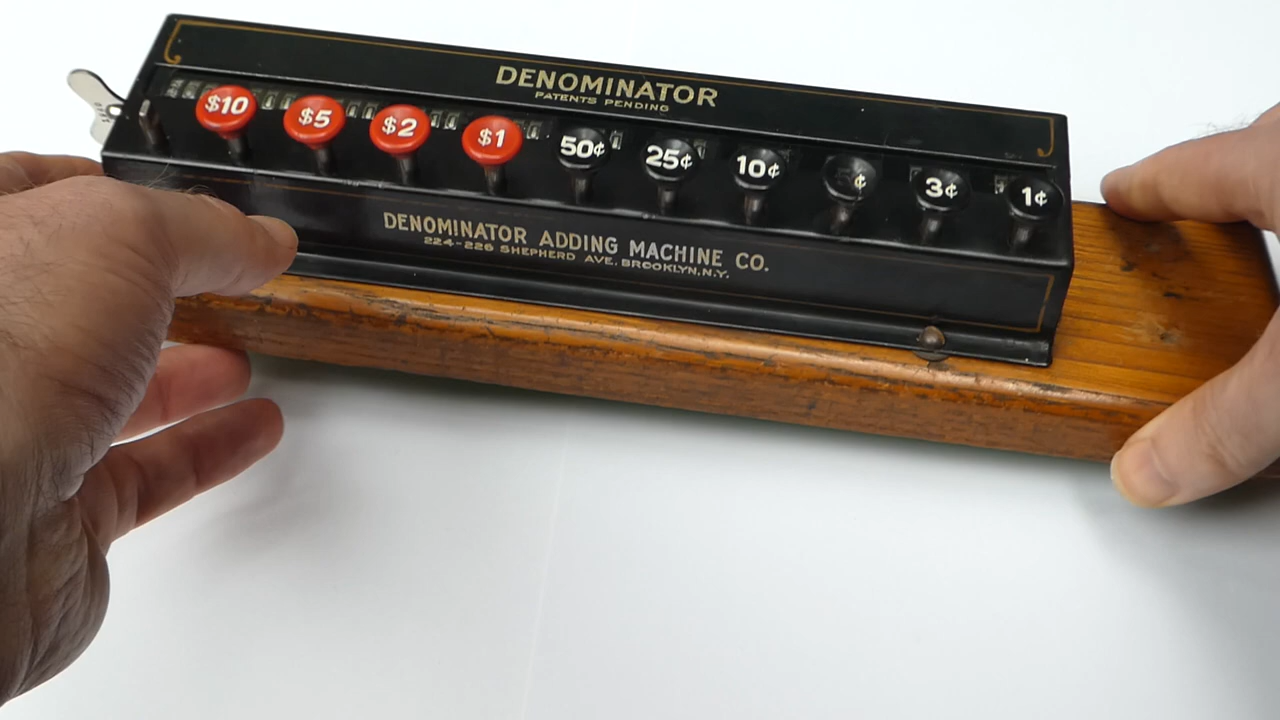 DENOMINATOR
PATENTS PENDING
$10 $5 $2 $1 50¢ 25¢ 10¢ ¢ 3¢ 1¢
DENOMINATOR ADDING MACHINE CO.
224-226 SHEPHERD AVE. BROOKLYN, N.Y.